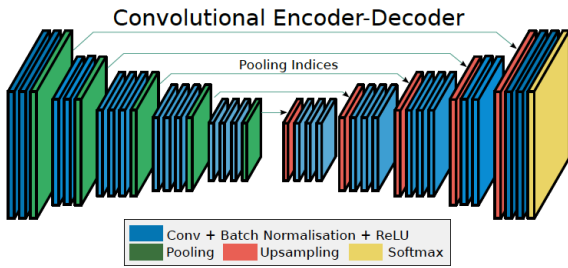 Convolutional Encoder-Decoder
Pooling Indices
Conv + Batch Normalisation + ReLU
Pooling Upsampling Softmax